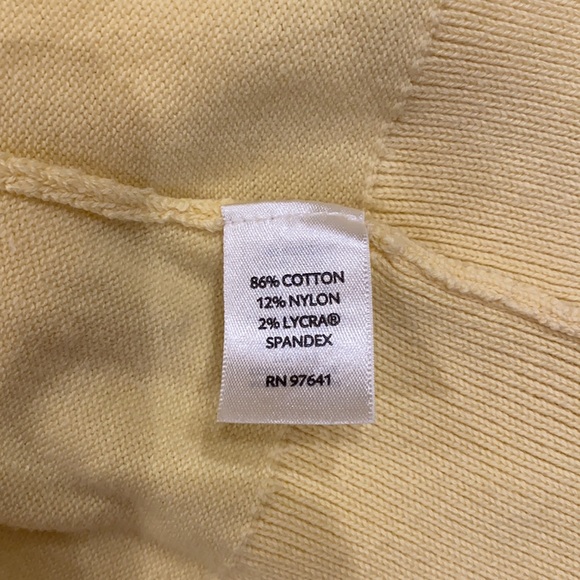 86% COTTON
12% NYLON
2% LYCRA®
SPANDEX
RN 97641